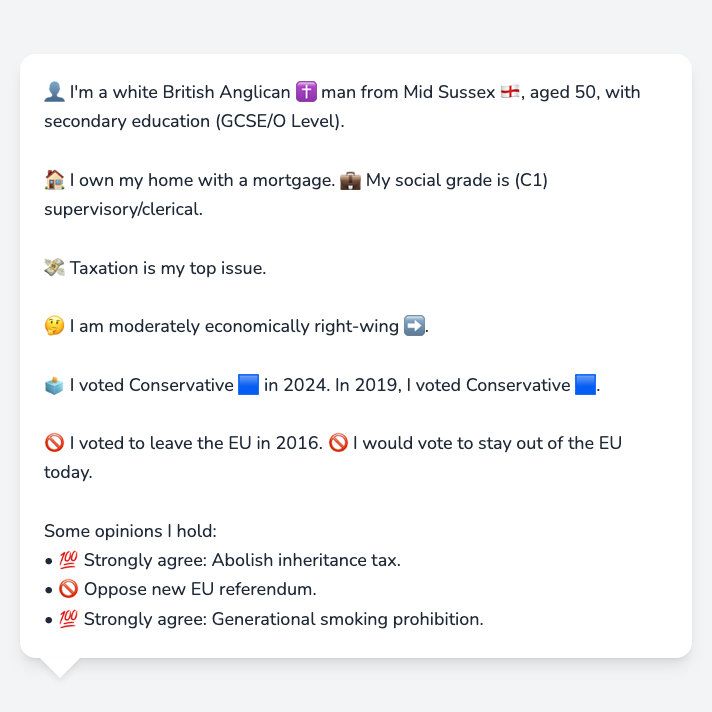 👤 I'm a white British Anglican ✝️ man from Mid Sussex 🏴󠁧󠁢󠁥󠁮󠁧󠁿, aged 50, with
secondary education (GCSE/O Level).
🏠 I own my home with a mortgage. 💼 My social grade is (C1)
supervisory/clerical.
💸 Taxation is my top issue.
🤔 I am moderately economically right-wing ➡️.
🗳️ I voted Conservative 🟦 in 2024. In 2019, I voted Conservative 🟦.
🚫 I voted to leave the EU in 2016. 🚫 I would vote to stay out of the EU
today.
Some opinions I hold:
• 💯 Strongly agree: Abolish inheritance tax.
• 🚫 Oppose new EU referendum.
• 💯 Strongly agree: Generational smoking prohibition.